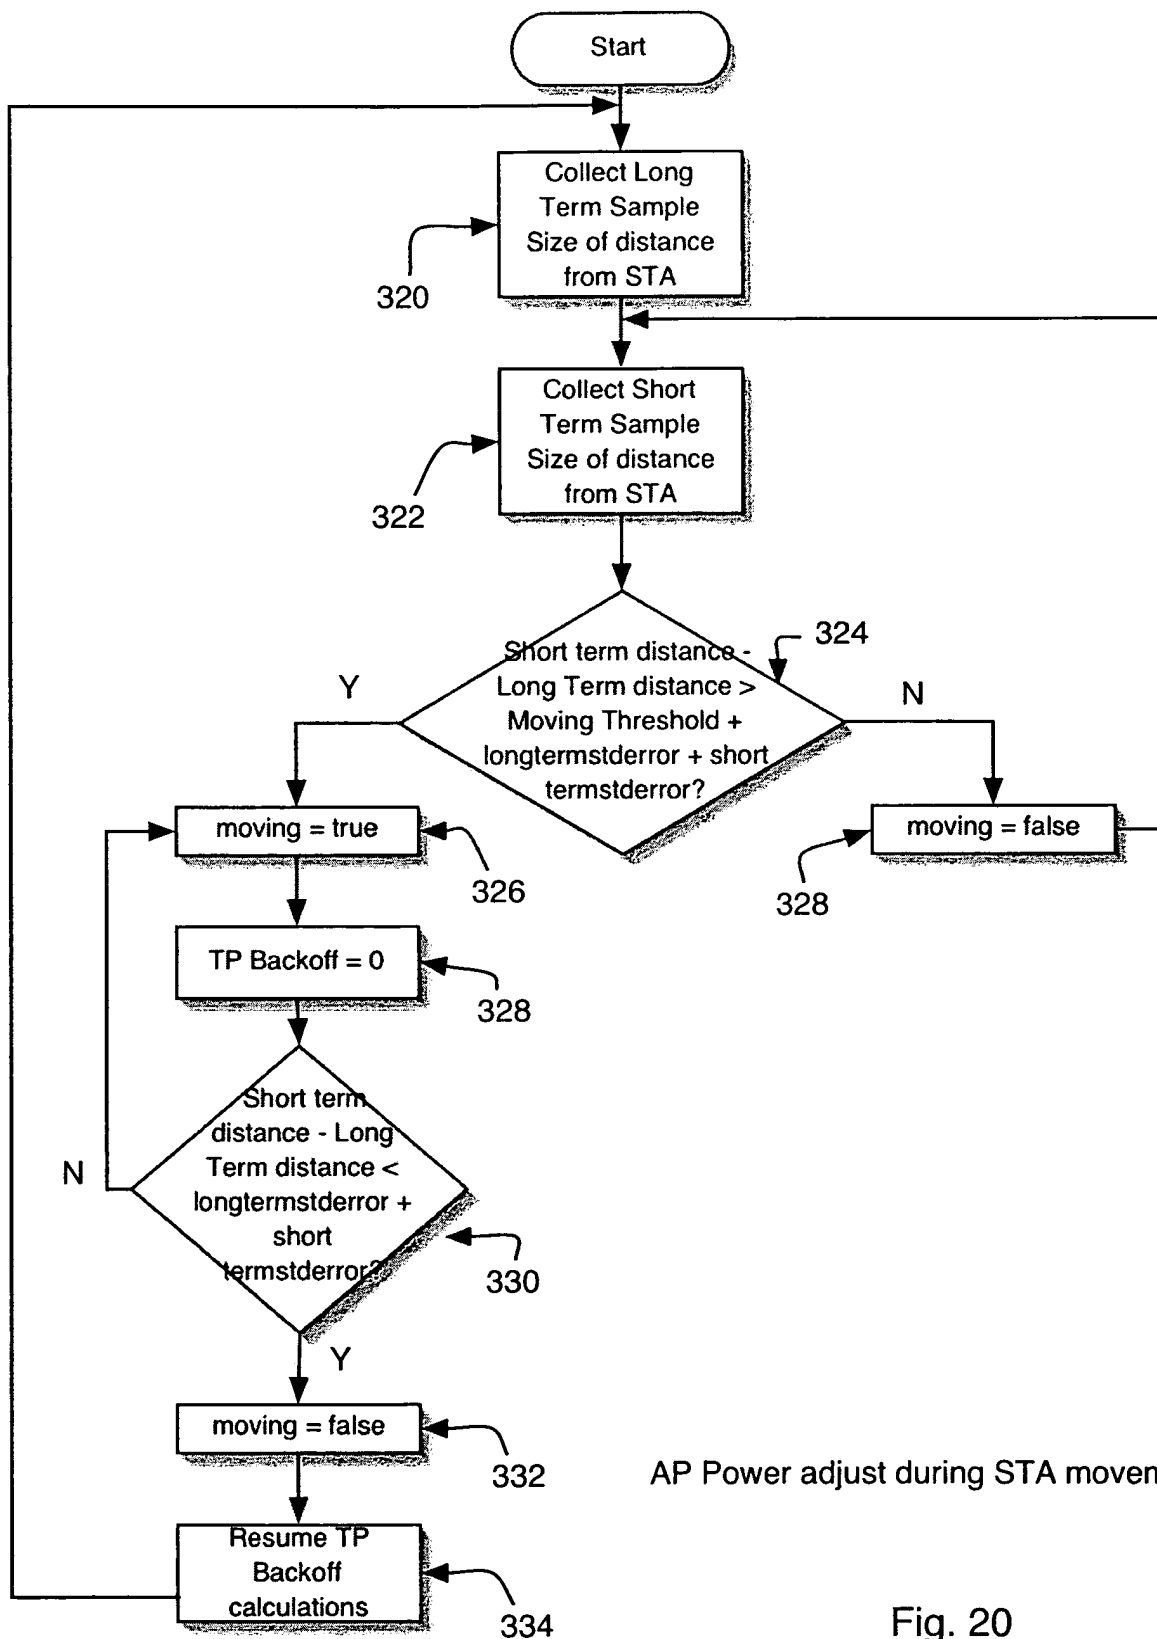 Start
Collect Long
Term Sample
Size of distance
from STA
320
Collect Short
Term Sample
Size of distance
from STA
322
Short term distance -
Long Term distance >
Moving Threshold +
longtermstderror + short
termstderror?
324
Y
N
moving = true
326
moving = false
328
TP Backoff = 0
328
Short term
distance - Long
Term distance <
longtermstderror +
short
termstderror?
N
330
Y
moving = false
332
AP Power adjust during STA movem
Resume TP
Backoff
calculations
334
Fig. 20